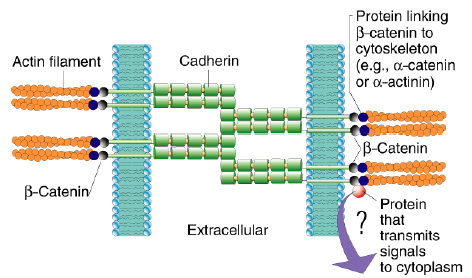 Actin filament
Cadherin
Protein linking
β-catenin to
cytoskeleton
(e.g., α-catenin
or α-actinin)
β-Catenin
β-Catenin
Extracellular
?
Protein
that
transmits
signals
to cytoplasm